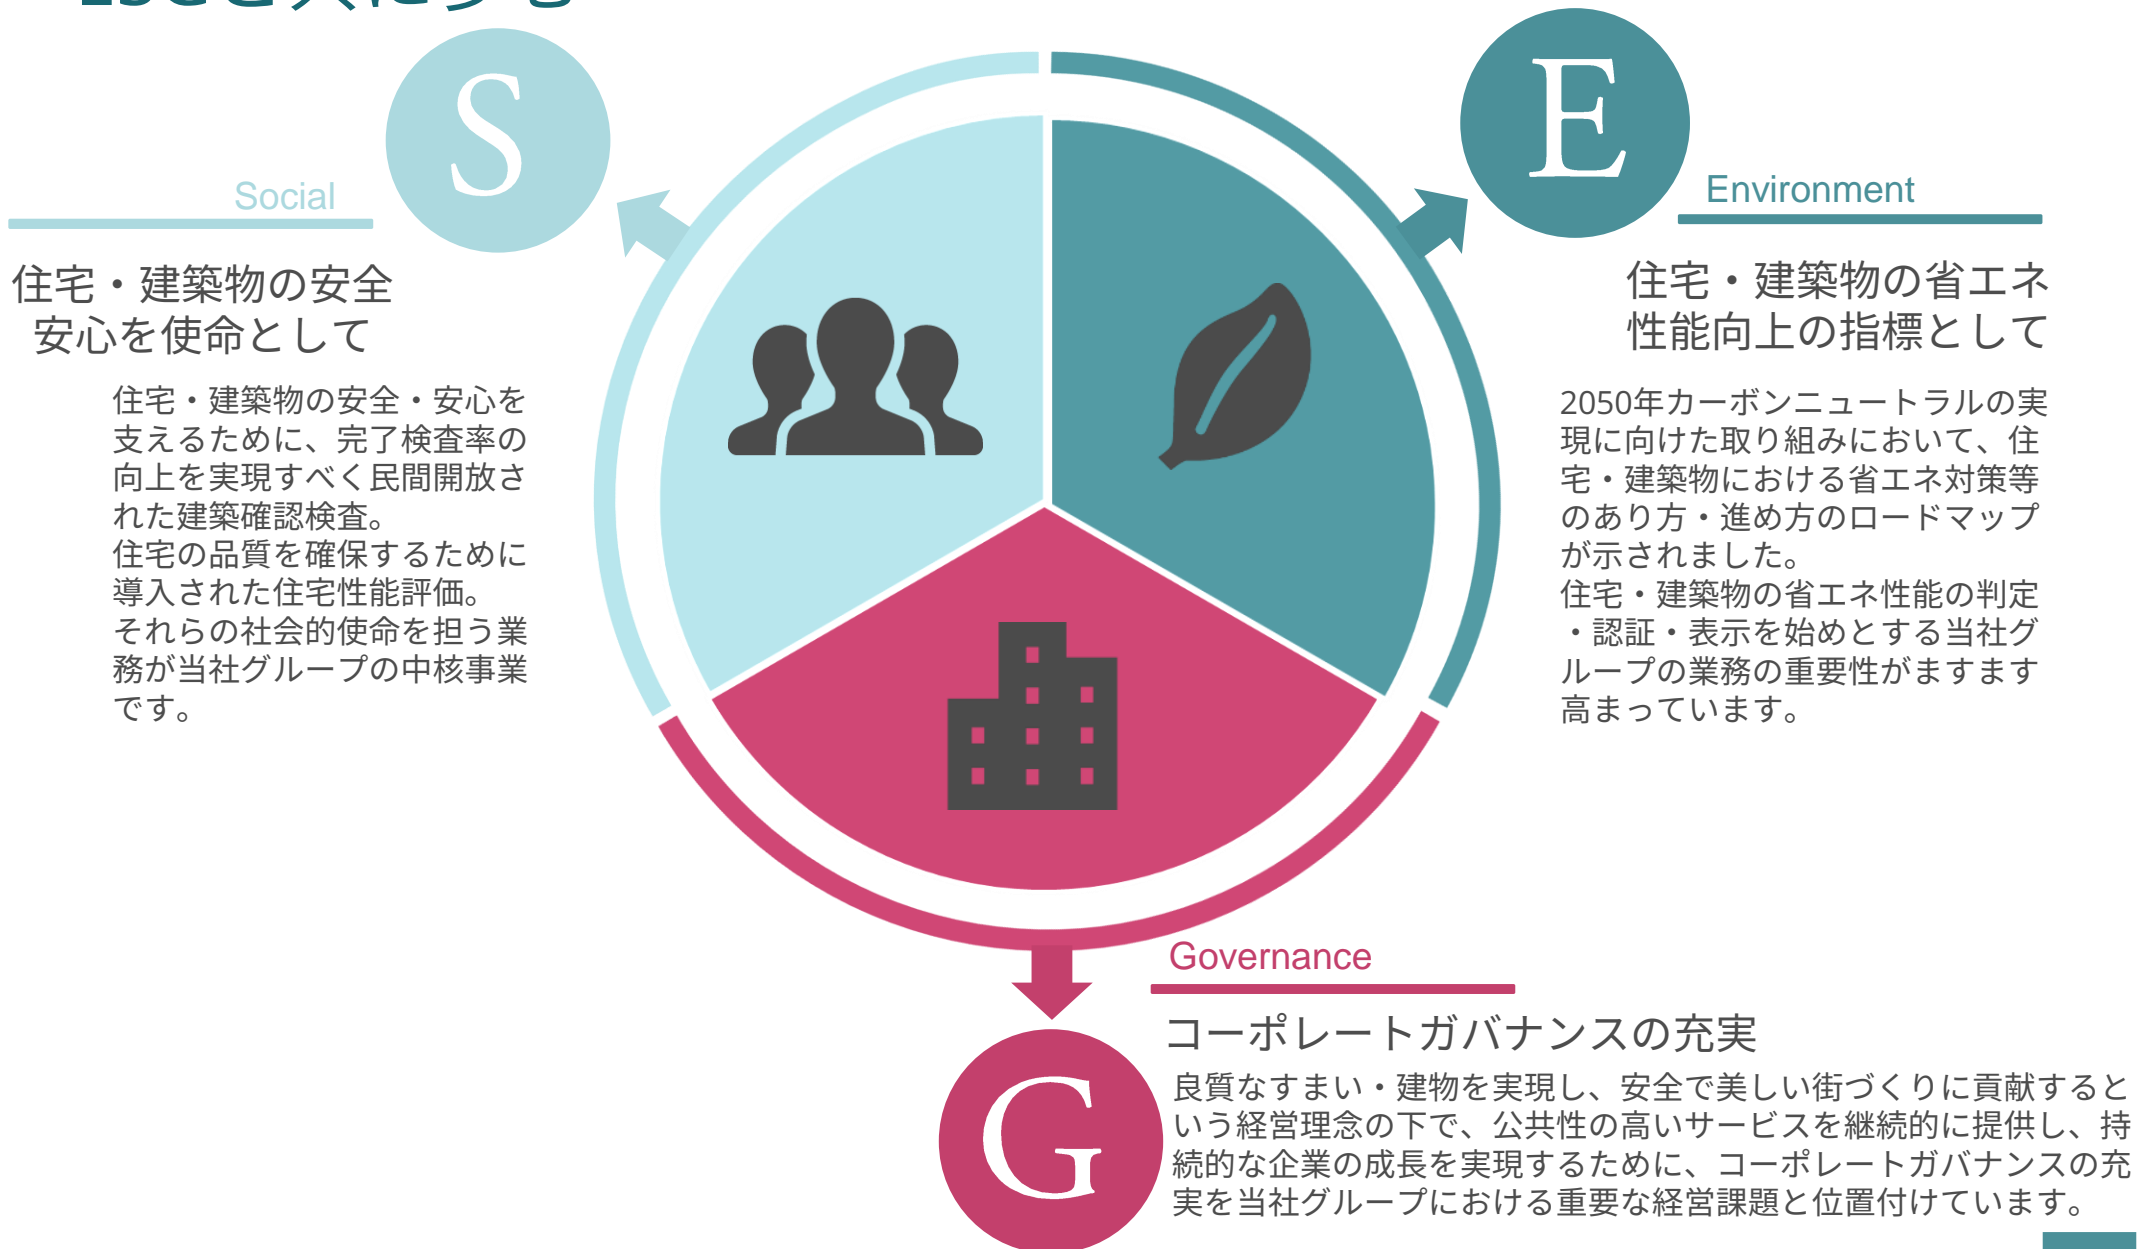 S
Social
住宅・建築物の安全
安心を使命として
住宅・建築物の安全・安心を
支えるために、完了検査率の
向上を実現すべく民間開放さ
れた建築確認検査。
住宅の品質を確保するために
導入された住宅性能評価。
それらの社会的使命を担う業
務が当社グループの中核事業
です。
E
Environment
住宅・建築物の省エネ
性能向上の指標として
2050年カーボンニュートラルの実
現に向けた取り組みにおいて、住
宅・建築物における省エネ対策等
のあり方・進め方のロードマップ
が示されました。
住宅・建築物の省エネ性能の判定
・認証・表示を始めとする当社グ
ループの業務の重要性がますます
高まっています。
Governance
G
コーポレートガバナンスの充実
良質なすまい・建物を実現し、安全で美しい街づくりに貢献すると
いう経営理念の下で、公共性の高いサービスを継続的に提供し、持
続的な企業の成長を実現するために、コーポレートガバナンスの充
実を当社グループにおける重要な経営課題と位置付けています。